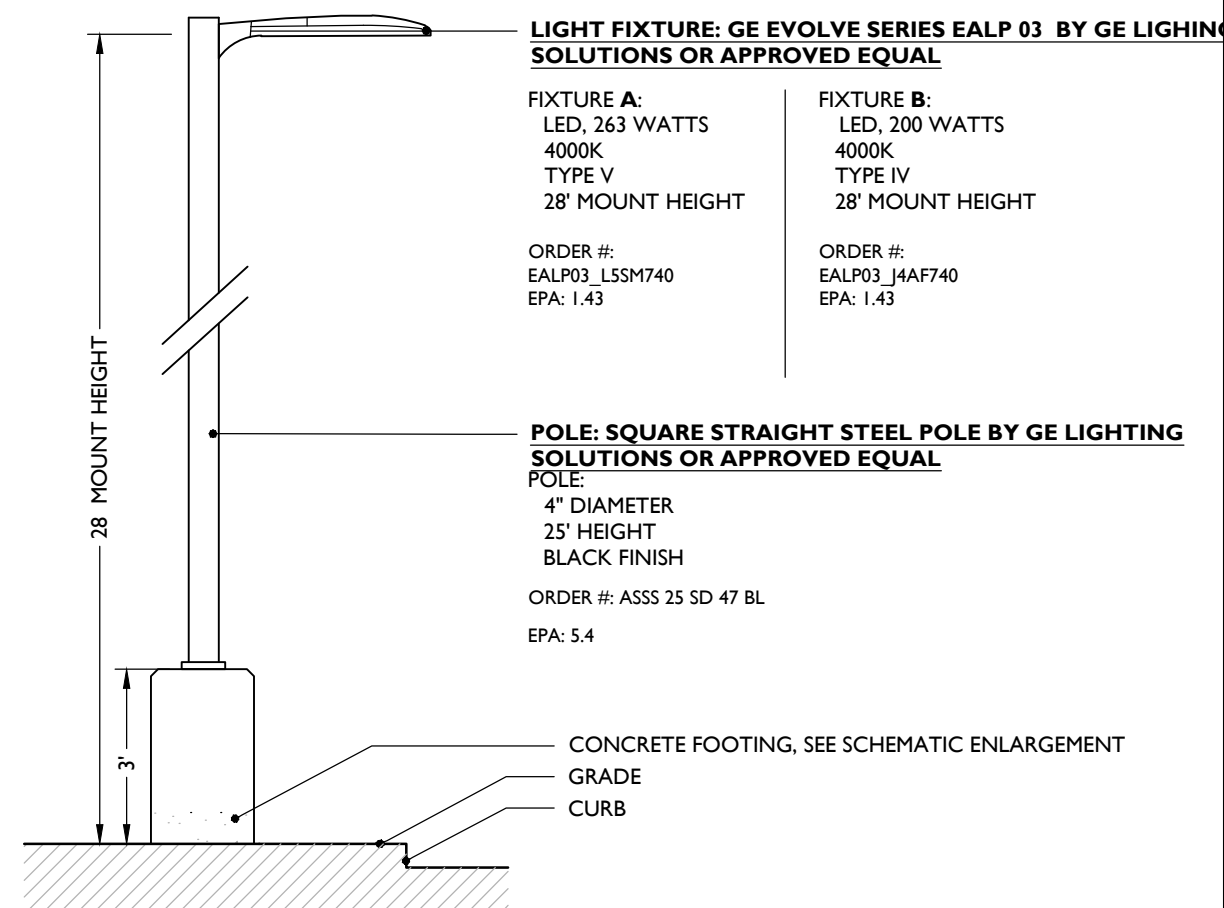 LIGHT FIXTURE: GE EVOLVE SERIES EALP 03 BY GE LIGHING
SOLUTIONS OR APPROVED EQUAL
FIXTURE A:
LED, 263 WATTS
4000K
TYPE V
28' MOUNT HEIGHT
ORDER #:
EALP03_L5SM740
EPA: 1.43
FIXTURE B:
LED, 200 WATTS
4000K
TYPE IV
28' MOUNT HEIGHT
ORDER #:
EALP03_J4AF740
EPA: 1.43
28 MOUNT HEIGHT
POLE: SQUARE STRAIGHT STEEL POLE BY GE LIGHTING
SOLUTIONS OR APPROVED EQUAL
POLE:
4" DIAMETER
25' HEIGHT
BLACK FINISH
ORDER #: ASSS 25 SD 47 BL
EPA: 5.4
3'
CONCRETE FOOTING, SEE SCHEMATIC ENLARGEMENT
GRADE
CURB